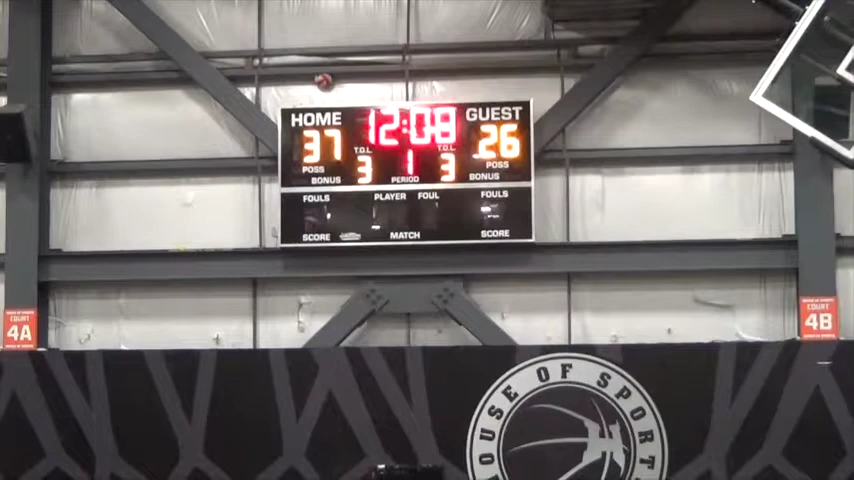 HOME 12:08 GUEST
37 T.O.L. T.O.L. 26
POSS 3 1 3 POSS
BONUS PERIOD BONUS
FOULS PLAYER FOUL FOULS
SCORE MATCH SCORE
COURT
4A
COURT
4B
HOUSE OF SPORT